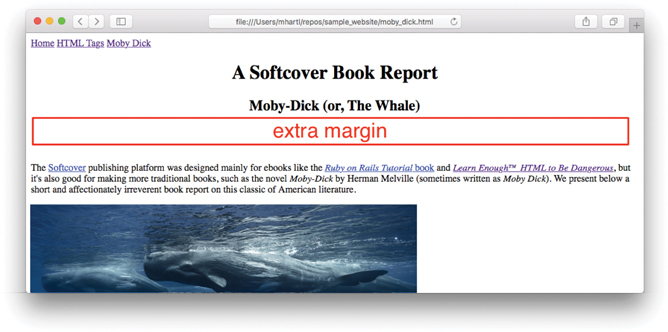 file:///Users/mhartl/repos/sample_website/moby_dick.html
Home HTML Tags Moby Dick
A Softcover Book Report
Moby-Dick (or, The Whale)
extra margin
The Softcover publishing platform was designed mainly for ebooks like the Ruby on Rails Tutorial book and Learn Enough™ HTML to Be Dangerous, but
it's also good for making more traditional books, such as the novel Moby-Dick by Herman Melville (sometimes written as Moby Dick). We present below a
short and affectionately irreverent book report on this classic of American literature.